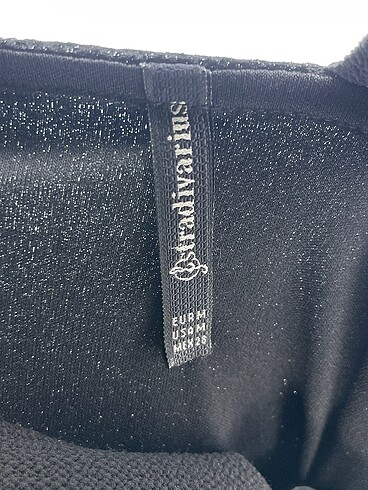 stradivarius
EUR M
USA M
MEX 28